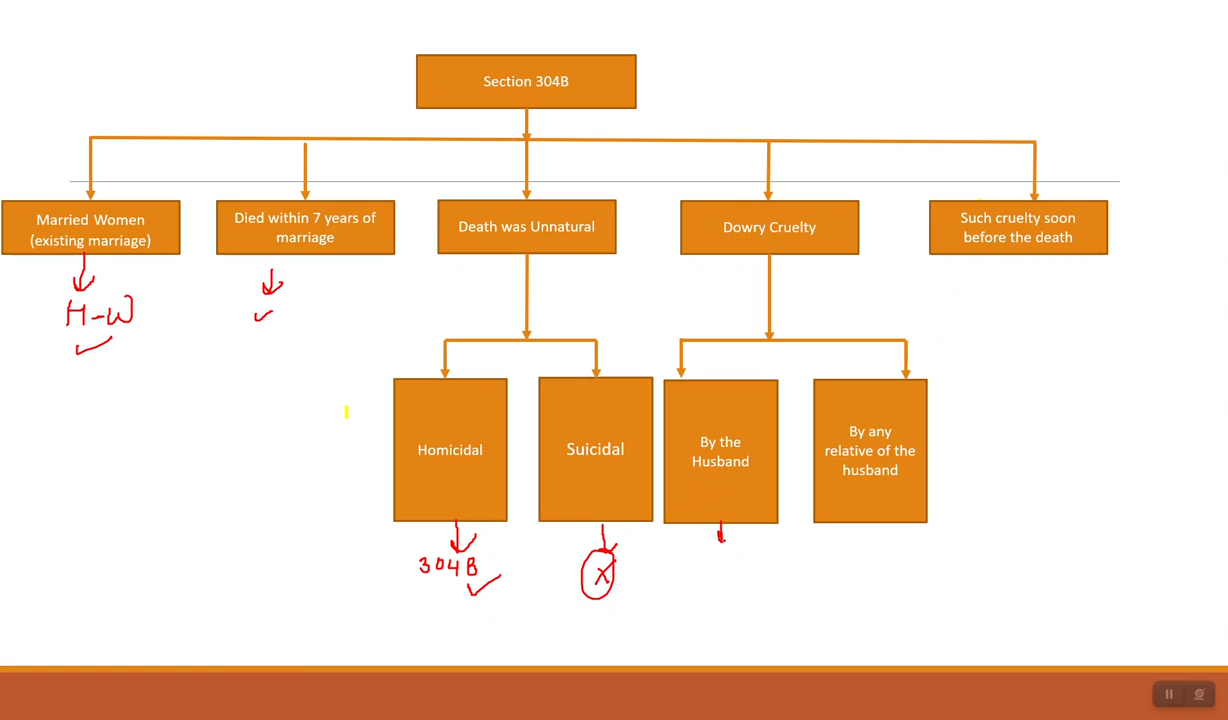 Section 304B
Married Women
(existing marriage)
Died within 7 years of
marriage
Death was Unnatural
Dowry Cruelty
Such cruelty soon
before the death
H-W
Homicidal
Suicidal
By the
Husband
By any
relative of the
husband
304B
X